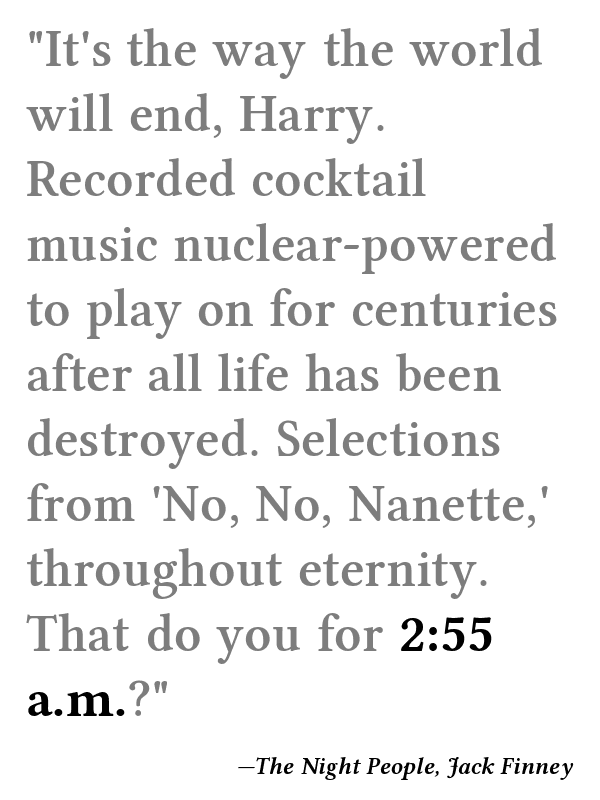 "It's the way the world
will end, Harry.
Recorded cocktail
music nuclear-powered
to play on for centuries
after all life has been
destroyed. Selections
from 'No, No, Nanette,'
throughout eternity.
That do you for 2:55
a.m.?"
—The Night People, Jack Finney